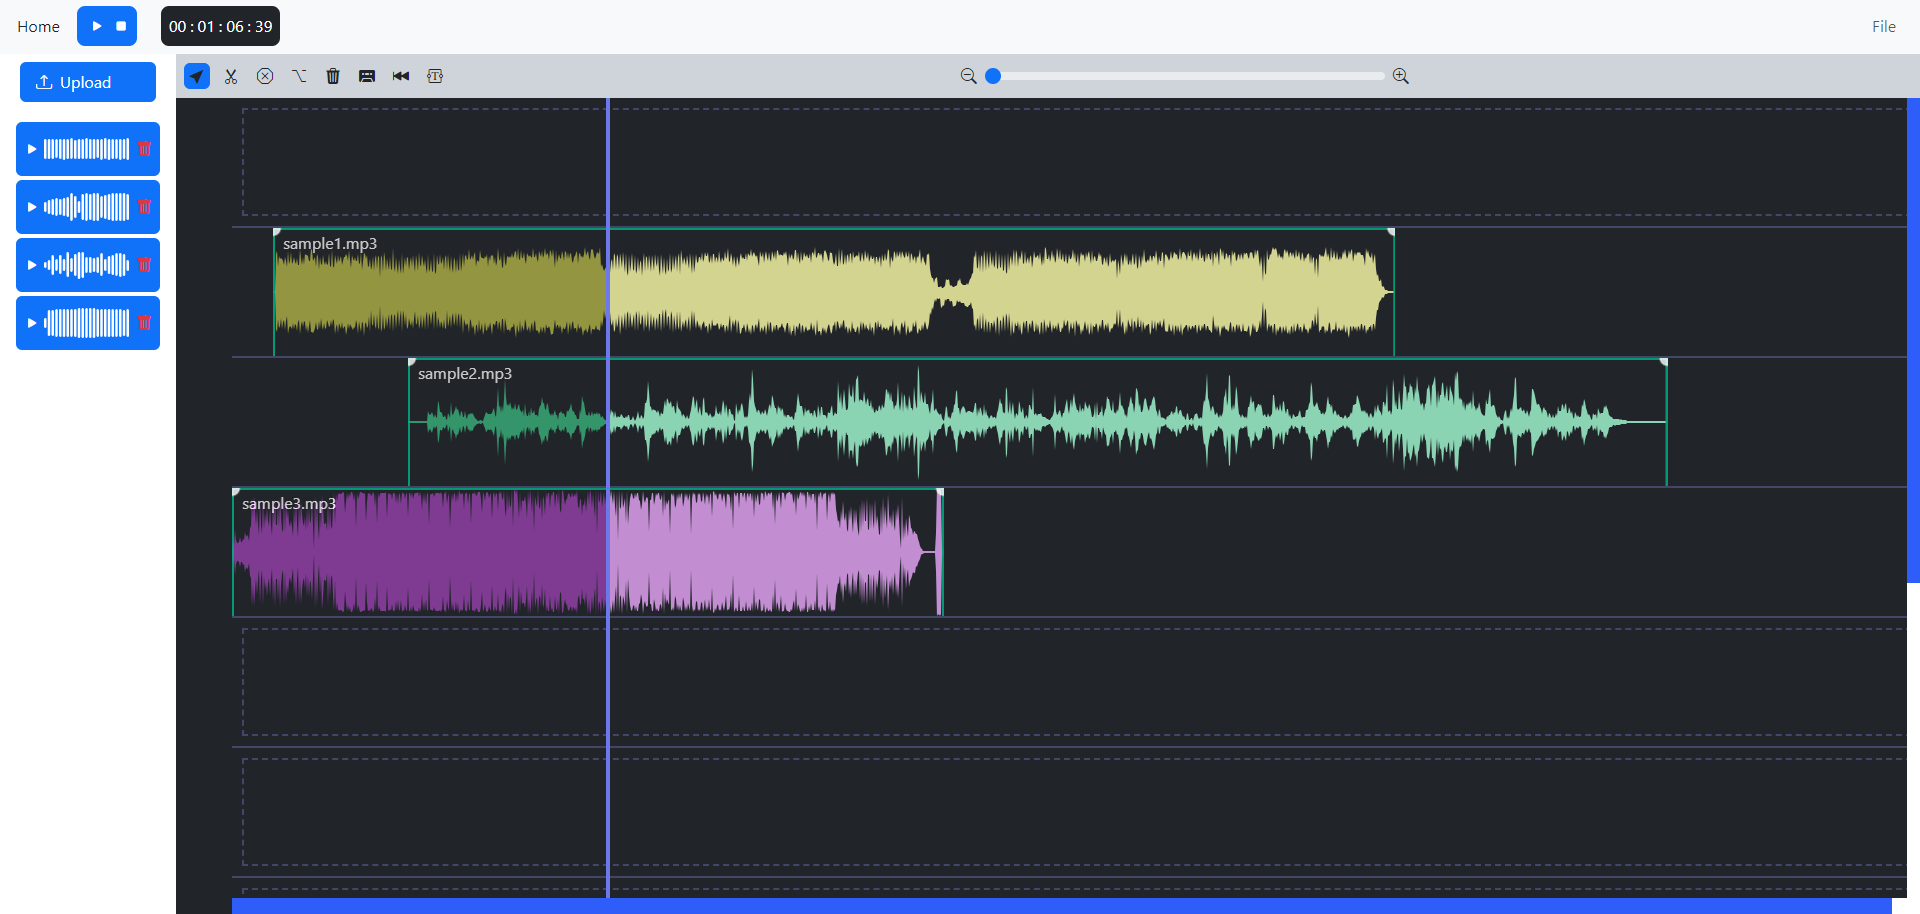 Home
00 : 01 : 06 : 39
File
Upload
sample1.mp3
sample2.mp3
sample3.mp3